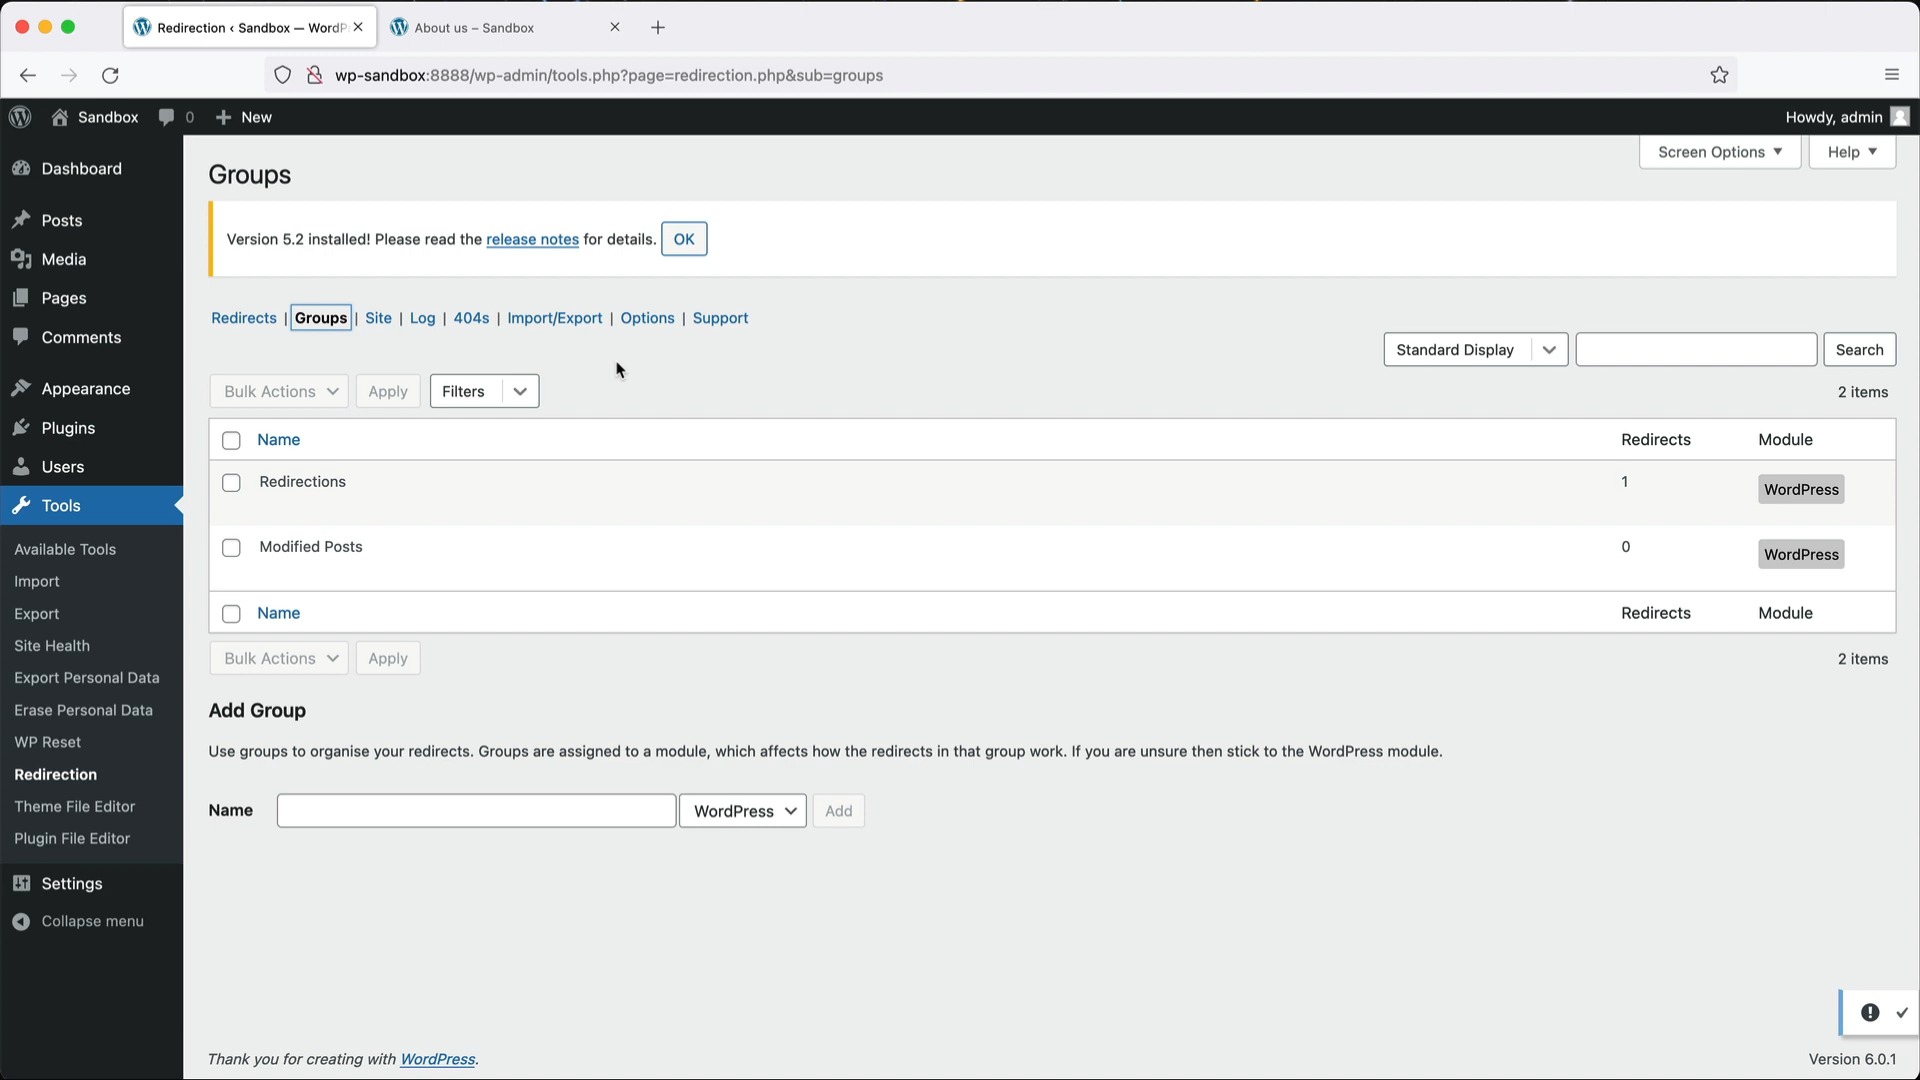 Redirection ‹ Sandbox — WordP
About us – Sandbox
wp-sandbox:8888/wp-admin/tools.php?page=redirection.php&sub=groups
Sandbox
0
New
Howdy, admin
Screen Options
Help
Dashboard
Posts
Media
Pages
Comments
Appearance
Plugins
Users
Tools
Available Tools
Import
Export
Site Health
Export Personal Data
Erase Personal Data
WP Reset
Redirection
Theme File Editor
Plugin File Editor
Settings
Collapse menu
Groups
Version 5.2 installed! Please read the release notes for details. OK
Redirects | Groups | Site | Log | 404s | Import/Export | Options | Support
Standard Display
Search
Bulk Actions
Apply
Filters
2 items
Name Redirects Module
Redirections 1 WordPress
Modified Posts 0 WordPress
Name Redirects Module
Bulk Actions
Apply
2 items
Add Group
Use groups to organise your redirects. Groups are assigned to a module, which affects how the redirects in that group work. If you are unsure then stick to the WordPress module.
Name WordPress Add
Thank you for creating with WordPress.
Version 6.0.1